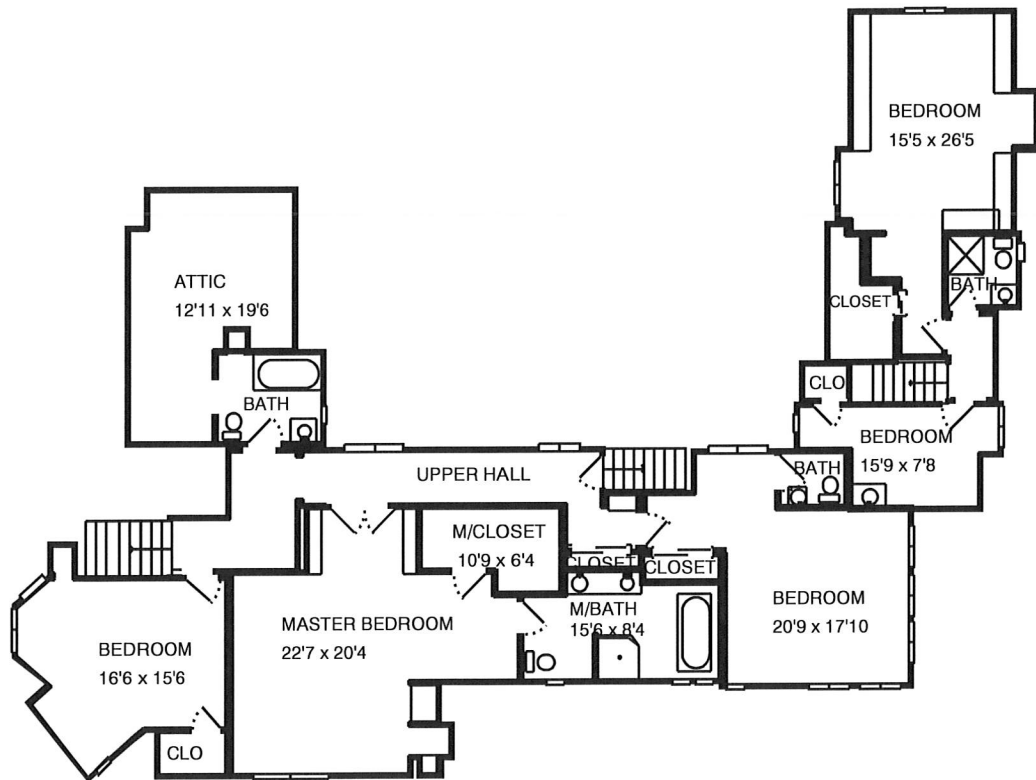 BEDROOM
15'5 x 26'5
ATTIC
12'11 x 19'6
BATH
CLOSET
CLO
BATH
BEDROOM
15'9 x 7'8
UPPER HALL
BATH
M/CLOSET
10'9 x 6'4
CLOSET
CLOSET
M/BATH
15'6 x 8'4
BEDROOM
20'9 x 17'10
MASTER BEDROOM
22'7 x 20'4
BEDROOM
16'6 x 15'6
CLO